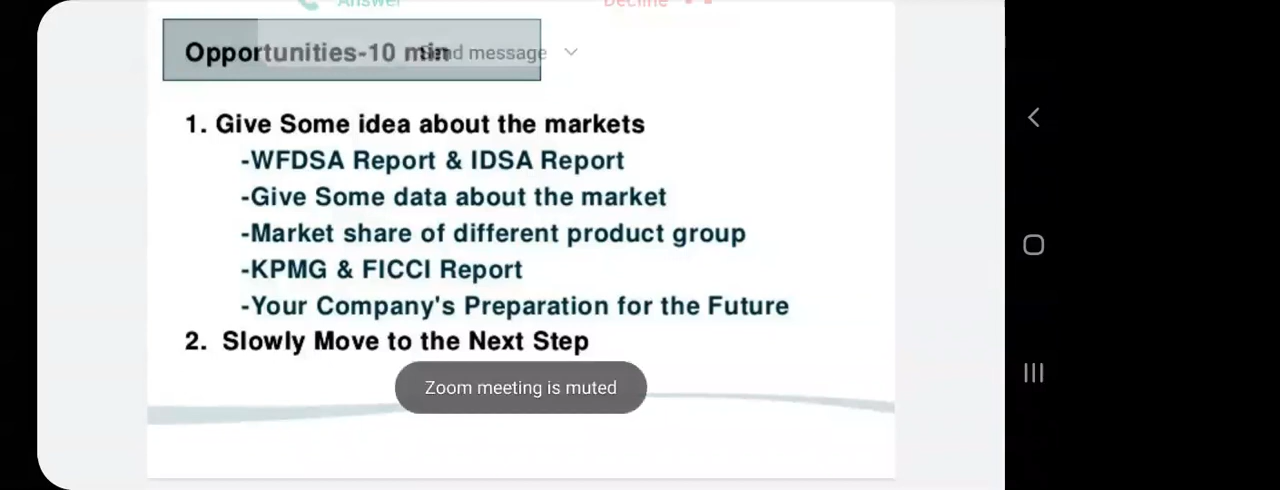 Answer
Decline
Opportunities-10 min
Send message
1. Give Some idea about the markets
-WFDSA Report & IDSA Report
-Give Some data about the market
-Market share of different product group
-KPMG & FICCI Report
-Your Company's Preparation for the Future
2. Slowly Move to the Next Step
Zoom meeting is muted